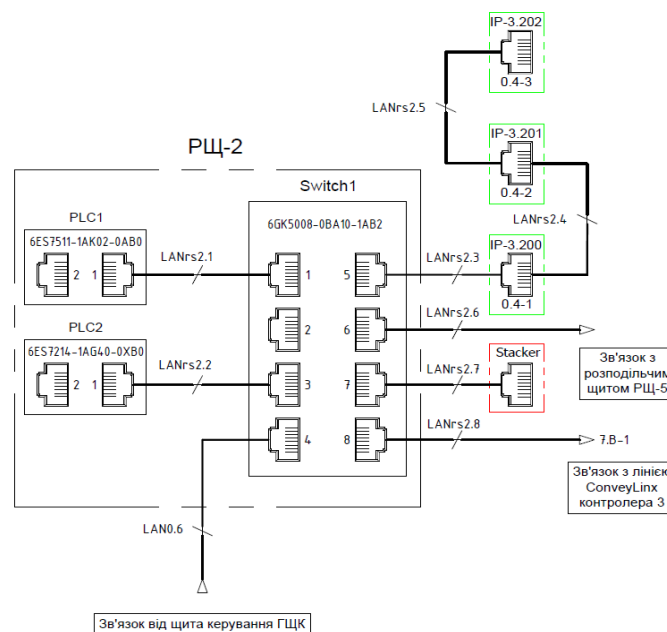 IP-3.202
0.4-3
LANrs2.5
IP-3.201
0.4-2
LANrs2.4
РЩ-2
Switch1
6GK5008-0BA10-1AB2
PLC1
6ES7511-1AK02-0AB0
2 1
LANrs2.1
1 5
LANrs2.3
IP-3.200
0.4-1
2 6
LANrs2.6
Зв'язок з
розподільчим
щитом РЩ-5
PLC2
6ES7214-1AG40-0XB0
2 1
LANrs2.2
3 7
LANrs2.7
Stacker
4 8
LANrs2.8
7.B-1
Зв'язок з лінією
ConveyLinx
контролера 3
LAN0.6
Зв'язок від щита керування ГЩК